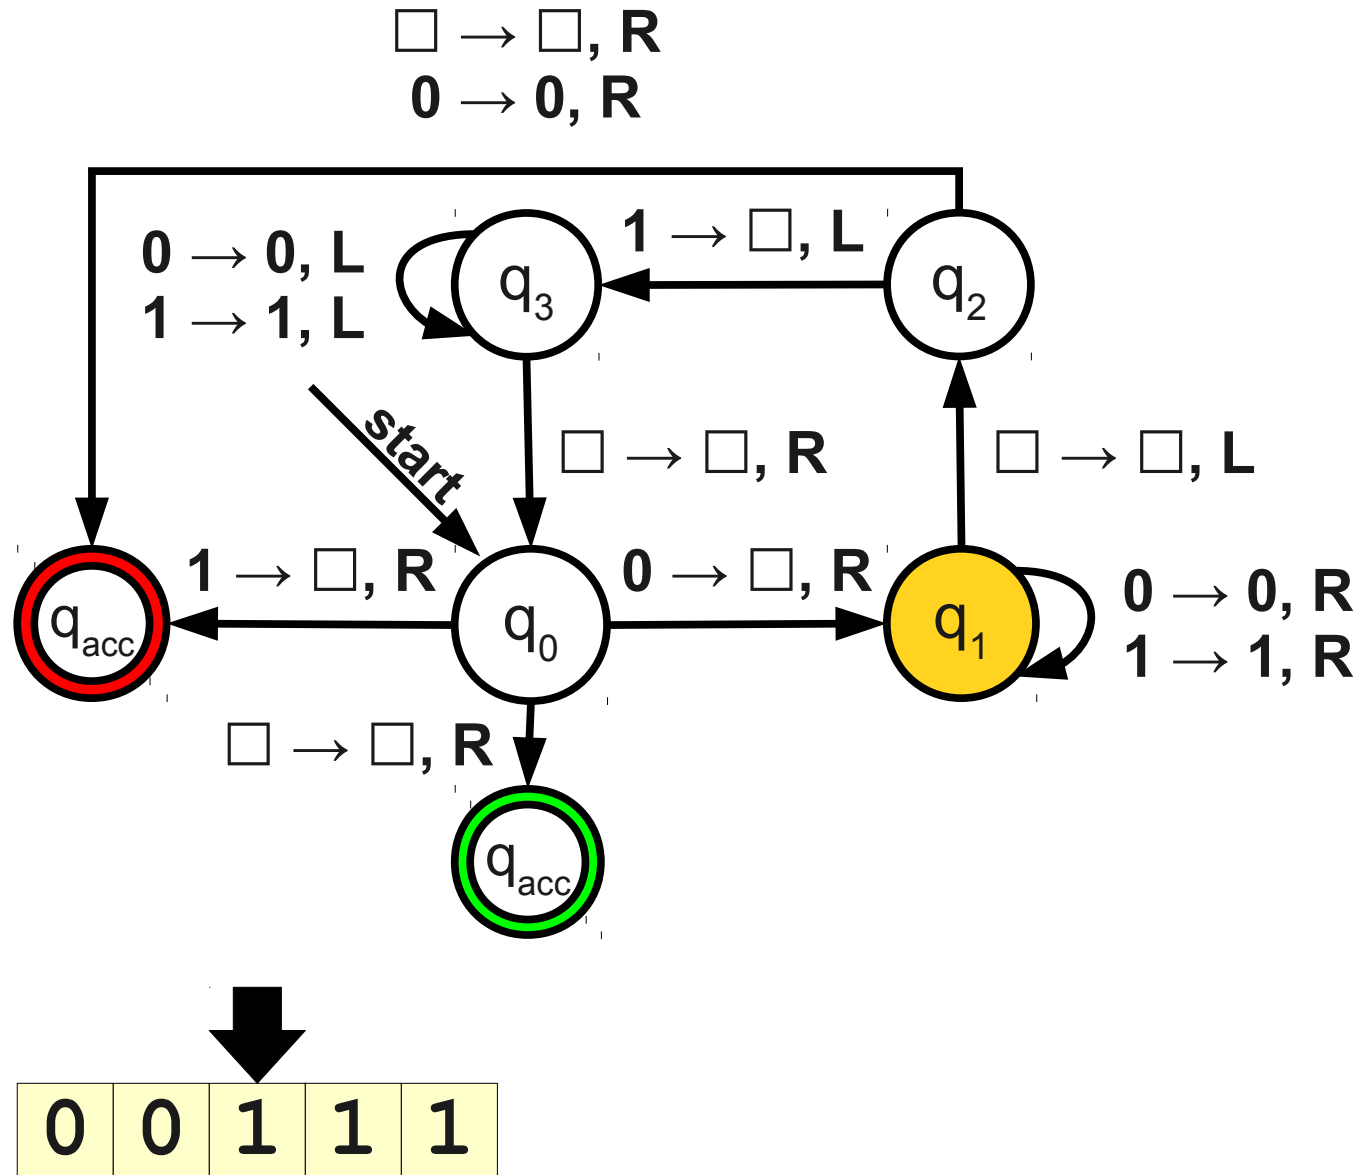 □ → □, R
0 → 0, R
0 → 0, L
1 → 1, L
q3
1 → □, L
q2
start
□ → □, R
□ → □, L
qacc
1 → □, R
q0
0 → □, R
q1
0 → 0, R
1 → 1, R
□ → □, R
qacc
0 0 1 1 1